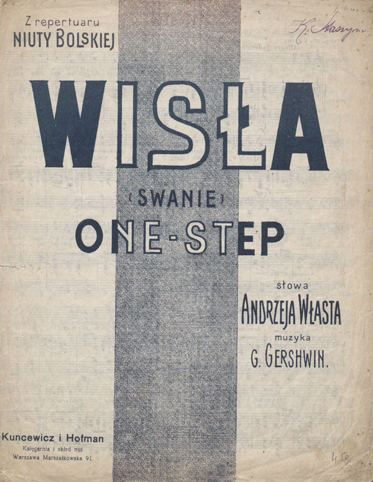 Z repertuaru
NIUTY BOLSKIEJ
WISŁA
(SWANIE)
ONE-STEP
słowa
ANDRZEJA WŁASTA
muzyka
G. GERSHWIN.
Kuncewicz i Hofman
Księgarnia i skład nut
Warszawa Marszałkowska 91